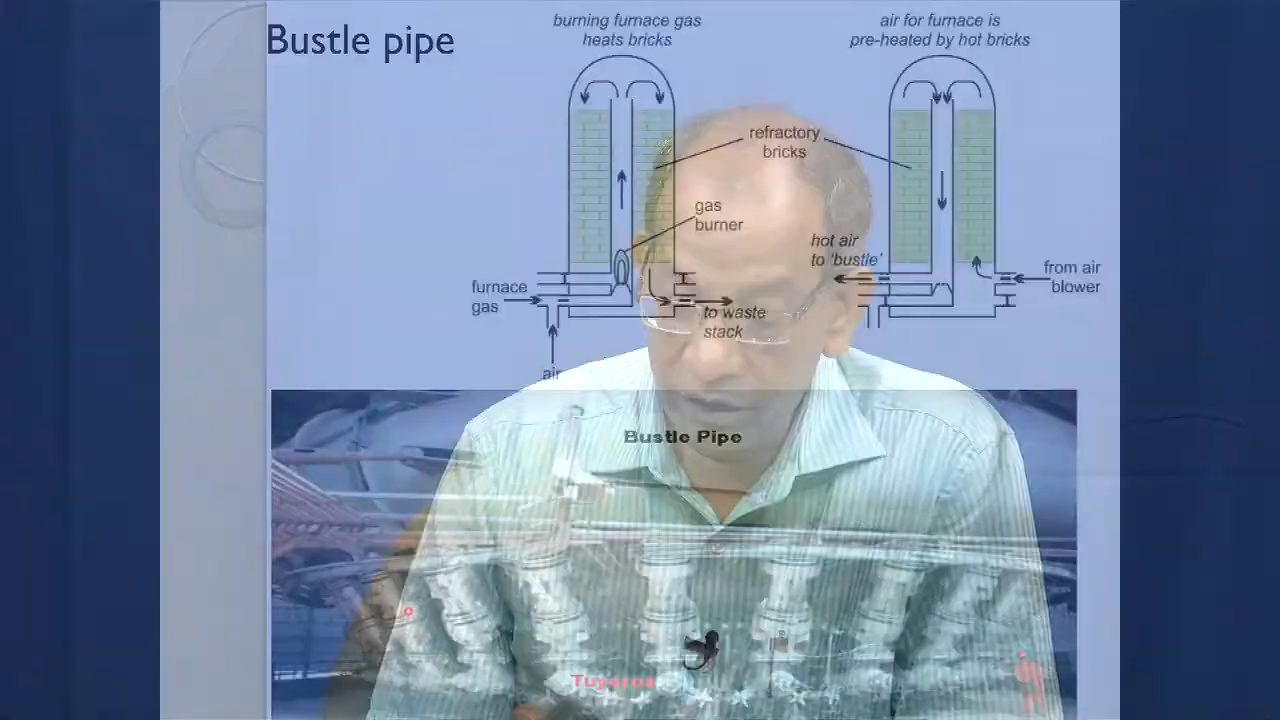 Bustle pipe
burning furnace gas
heats bricks
air for furnace is
pre-heated by hot bricks
refractory
bricks
gas
burner
hot air
to 'bustle'
furnace
gas
from air
blower
to waste
stack
air
Bustle Pipe
Tuyeres